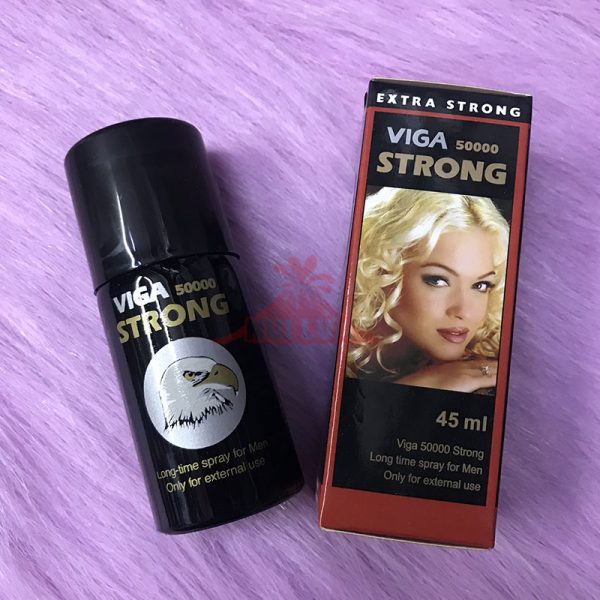 VIGA 50000
STRONG
Long-time spray for Men
Only for external use
EXTRA STRONG
VIGA 50000
STRONG
45 ml
Viga 50000 Strong
Long time spray for Men
Only for external use